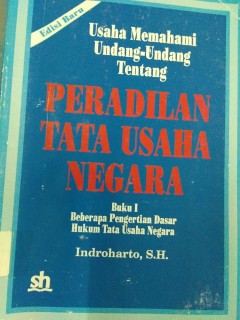 Edisi Baru
Usaha Memahami
Undang-Undang
Tentang
PERADILAN
TATA USAHA
NEGARA
Buku I
Beberapa Pengertian Dasar
Hukum Tata Usaha Negara
Indroharto, S.H.
sh